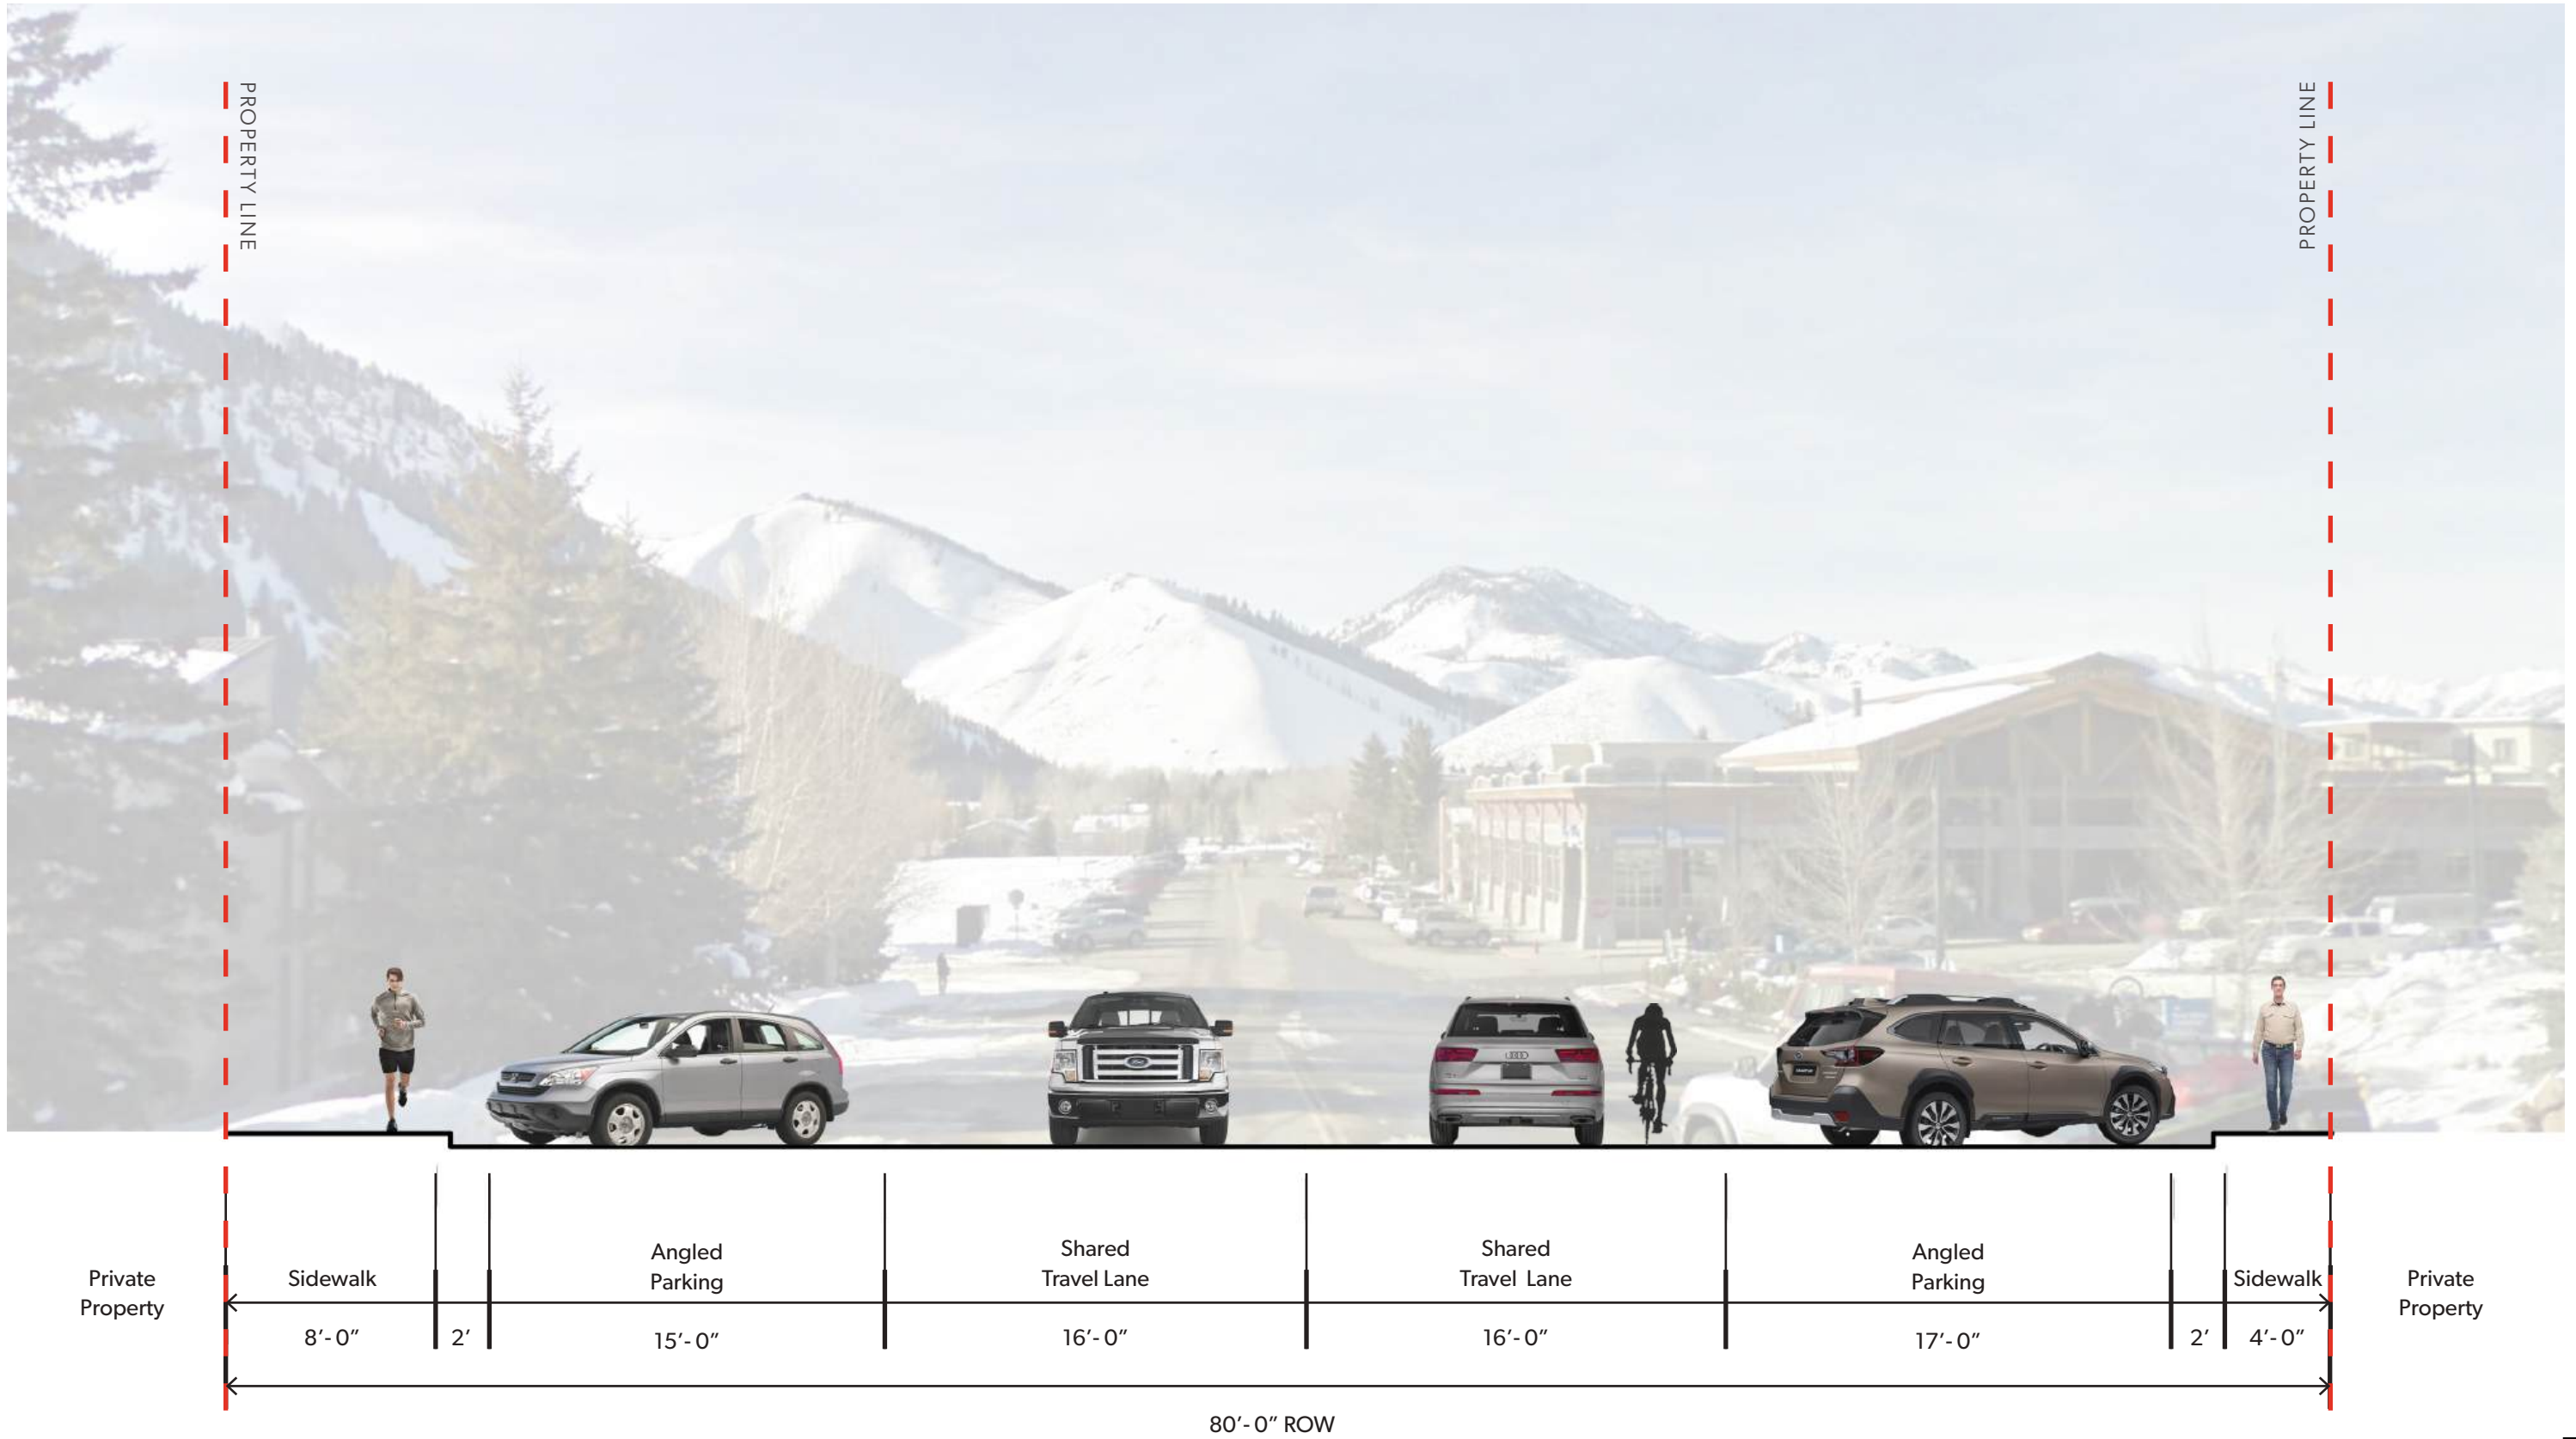 PROPERTY LINE
PROPERTY LINE
Private
Property
Sidewalk
Angled
Parking
Shared
Travel Lane
Shared
Travel Lane
Angled
Parking
Sidewalk
Private
Property
8’-0”
2’
15’-0”
16’-0”
16’-0”
17’-0”
2’
4’-0”
80’-0” ROW